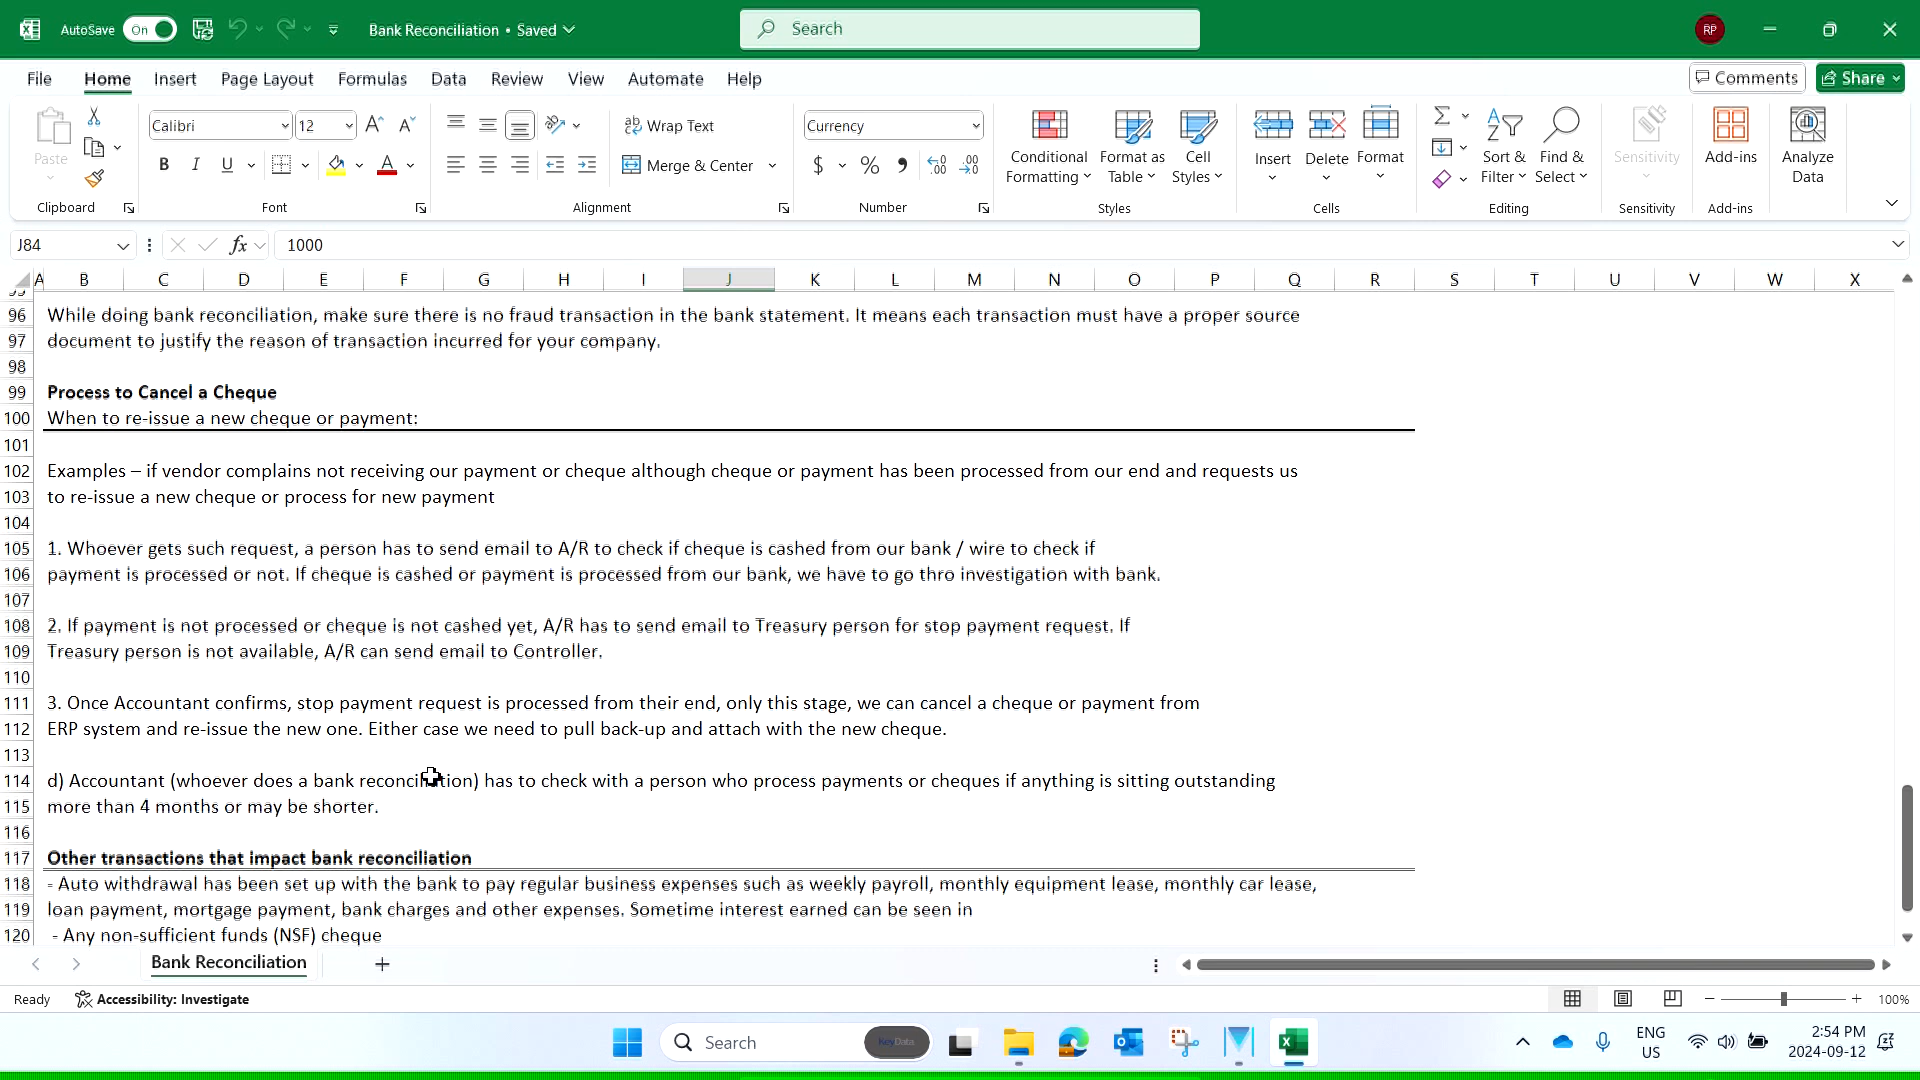 AutoSave On Bank Reconciliation • Saved Search RP
File Home Insert Page Layout Formulas Data Review View Automate Help Comments Share
Calibri 12 Wrap Text Currency
Paste B I U Merge & Center $ % Conditional Formatting Format as Table Cell Styles Insert Delete Format Sort & Filter Find & Select Sensitivity Add-ins Analyze Data
Clipboard Font Alignment Number Styles Cells Editing Sensitivity Add-ins
J84 fx 1000
A B C D E F G H I J K L M N O P Q R S T U V W X
96 While doing bank reconciliation, make sure there is no fraud transaction in the bank statement. It means each transaction must have a proper source
97 document to justify the reason of transaction incurred for your company.
98
99 Process to Cancel a Cheque
100 When to re-issue a new cheque or payment:
101
102 Examples – if vendor complains not receiving our payment or cheque although cheque or payment has been processed from our end and requests us
103 to re-issue a new cheque or process for new payment
104
105 1. Whoever gets such request, a person has to send email to A/R to check if cheque is cashed from our bank / wire to check if
106 payment is processed or not. If cheque is cashed or payment is processed from our bank, we have to go thro investigation with bank.
107
108 2. If payment is not processed or cheque is not cashed yet, A/R has to send email to Treasury person for stop payment request. If
109 Treasury person is not available, A/R can send email to Controller.
110
111 3. Once Accountant confirms, stop payment request is processed from their end, only this stage, we can cancel a cheque or payment from
112 ERP system and re-issue the new one. Either case we need to pull back-up and attach with the new cheque.
113
114 d) Accountant (whoever does a bank reconciliation) has to check with a person who process payments or cheques if anything is sitting outstanding
115 more than 4 months or may be shorter.
116
117 Other transactions that impact bank reconciliation
118 - Auto withdrawal has been set up with the bank to pay regular business expenses such as weekly payroll, monthly equipment lease, monthly car lease,
119 loan payment, mortgage payment, bank charges and other expenses. Sometime interest earned can be seen in
120 - Any non-sufficient funds (NSF) cheque
Bank Reconciliation
Ready Accessibility: Investigate 100%
Search KeyData ENG US 2:54 PM 2024-09-12